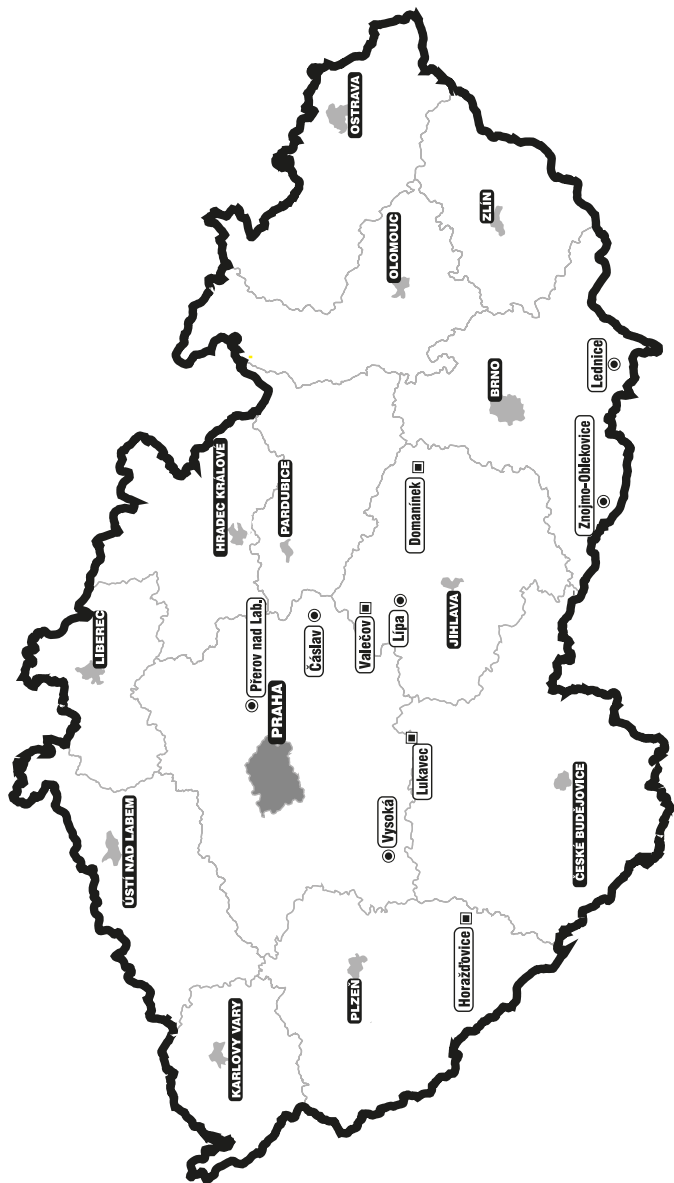 LIBEREC
ÚSTÍ NAD LABEM
HRADEC KRÁLOVÉ
KARLOVY VARY
Přerov nad Lab.
PRAHA
PARDUBICE
Čáslav
OSTRAVA
PLZEŇ
Valečov
Vysoká
OLOMOUC
Lípa
Domanínek
Lukavec
JIHLAVA
Horažďovice
ZLÍN
BRNO
ČESKÉ BUDĚJOVICE
Znojmo-Oblekovice
Lednice